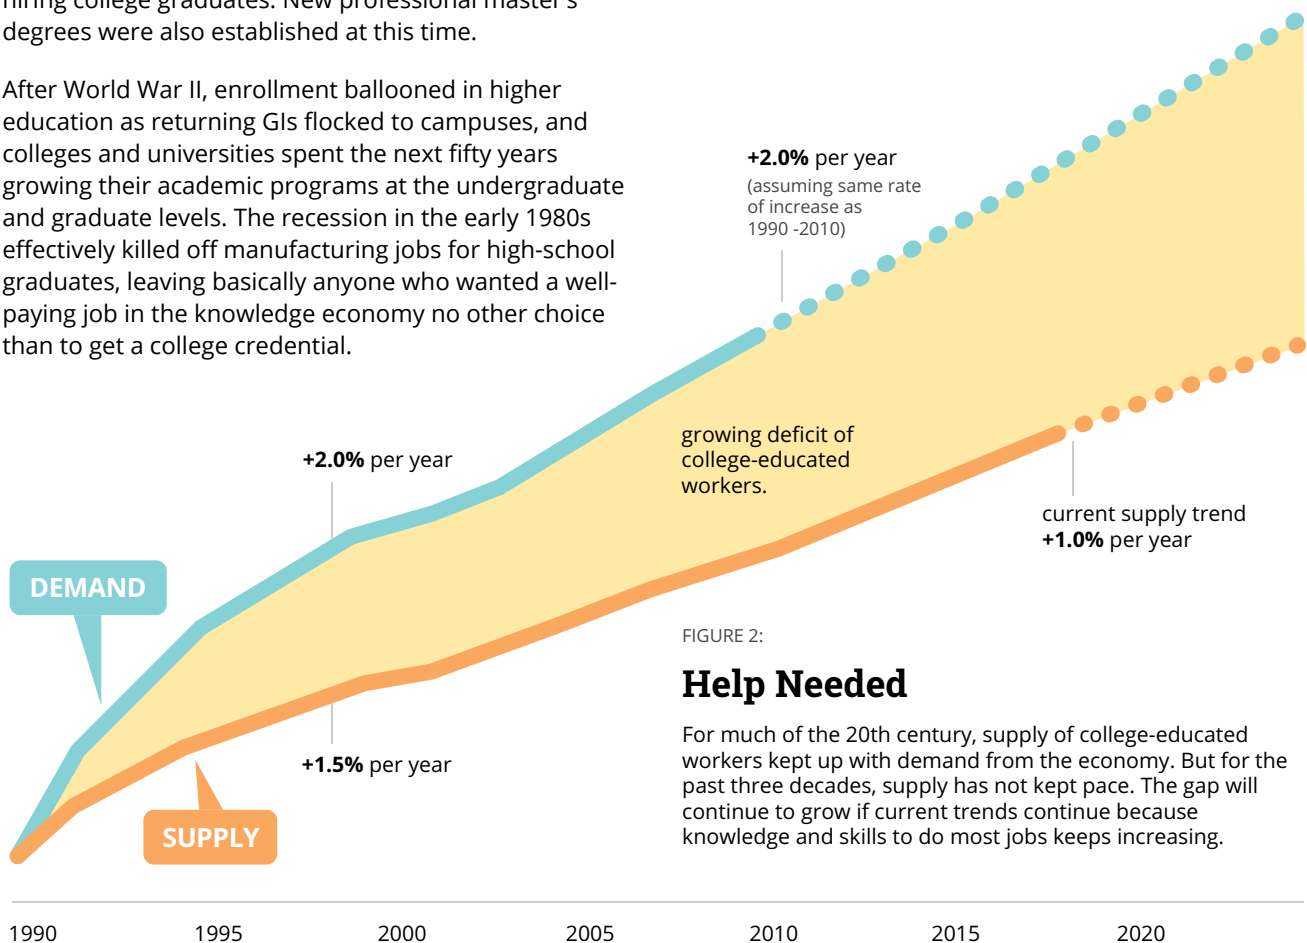 hiring college graduates. New professional master's
degrees were also established at this time.
After World War II, enrollment ballooned in higher
education as returning GIs flocked to campuses, and
colleges and universities spent the next fifty years
growing their academic programs at the undergraduate
and graduate levels. The recession in the early 1980s
effectively killed off manufacturing jobs for high-school
graduates, leaving basically anyone who wanted a well-
paying job in the knowledge economy no other choice
than to get a college credential.
+2.0% per year
(assuming same rate
of increase as
1990 -2010)
+2.0% per year
growing deficit of
college-educated
workers.
current supply trend
+1.0% per year
DEMAND
+1.5% per year
SUPPLY
FIGURE 2:
Help Needed
For much of the 20th century, supply of college-educated
workers kept up with demand from the economy. But for the
past three decades, supply has not kept pace. The gap will
continue to grow if current trends continue because
knowledge and skills to do most jobs keeps increasing.
1990 1995 2000 2005 2010 2015 2020